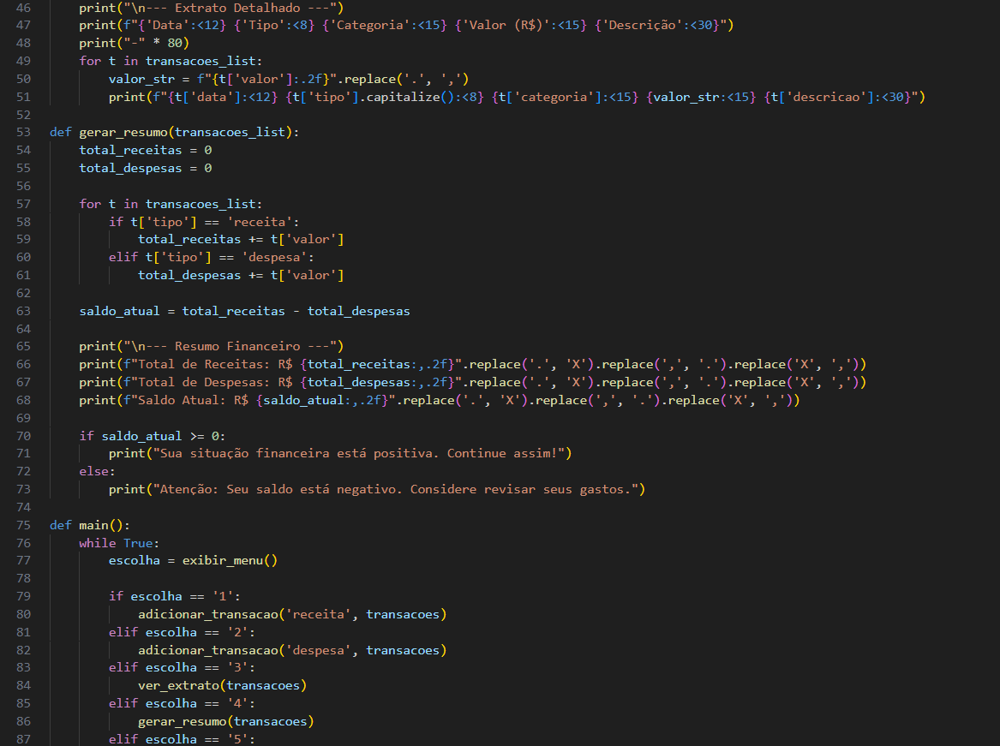 46 print("\n--- Extrato Detalhado ---")
47 print(f"{'Data':<12} {'Tipo':<8} {'Categoria':<15} {'Valor (R$)':<15} {'Descrição':<30}")
48 print("-" * 80)
49 for t in transacoes_list:
50 valor_str = f"{t['valor']:.2f}".replace('.', ',')
51 print(f"{t['data']:<12} {t['tipo'].capitalize():<8} {t['categoria']:<15} {valor_str:<15} {t['descricao']:<30}")
52
53 def gerar_resumo(transacoes_list):
54 total_receitas = 0
55 total_despesas = 0
56
57 for t in transacoes_list:
58 if t['tipo'] == 'receita':
59 total_receitas += t['valor']
60 elif t['tipo'] == 'despesa':
61 total_despesas += t['valor']
62
63 saldo_atual = total_receitas - total_despesas
64
65 print("\n--- Resumo Financeiro ---")
66 print(f"Total de Receitas: R$ {total_receitas:,.2f}".replace('.', 'X').replace(',', '.').replace('X', ','))
67 print(f"Total de Despesas: R$ {total_despesas:,.2f}".replace('.', 'X').replace(',', '.').replace('X', ','))
68 print(f"Saldo Atual: R$ {saldo_atual:,.2f}".replace('.', 'X').replace(',', '.').replace('X', ','))
69
70 if saldo_atual >= 0:
71 print("Sua situação financeira está positiva. Continue assim!")
72 else:
73 print("Atenção: Seu saldo está negativo. Considere revisar seus gastos.")
74
75 def main():
76 while True:
77 escolha = exibir_menu()
78
79 if escolha == '1':
80 adicionar_transacao('receita', transacoes)
81 elif escolha == '2':
82 adicionar_transacao('despesa', transacoes)
83 elif escolha == '3':
84 ver_extrato(transacoes)
85 elif escolha == '4':
86 gerar_resumo(transacoes)
87 elif escolha == '5':